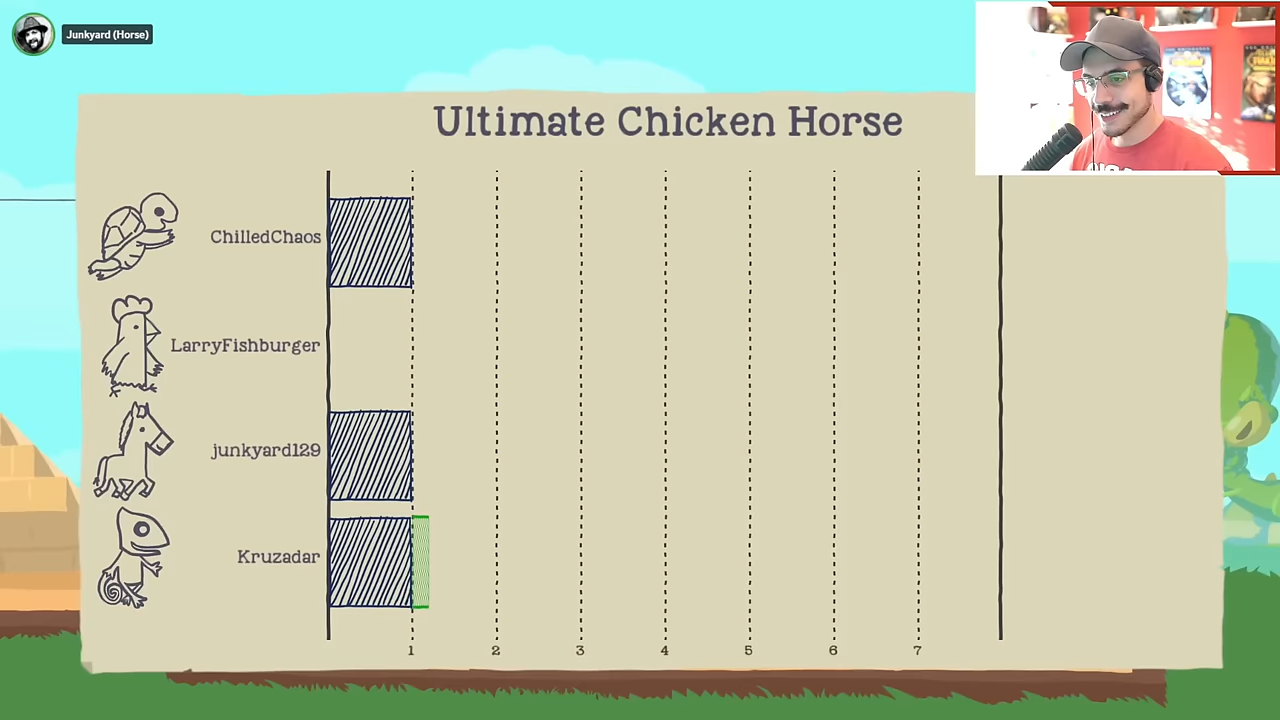 Junkyard (Horse)
Ultimate Chicken Horse
ChilledChaos
LarryFishburger
junkyard129
Kruzadar
1 2 3 4 5 6 7